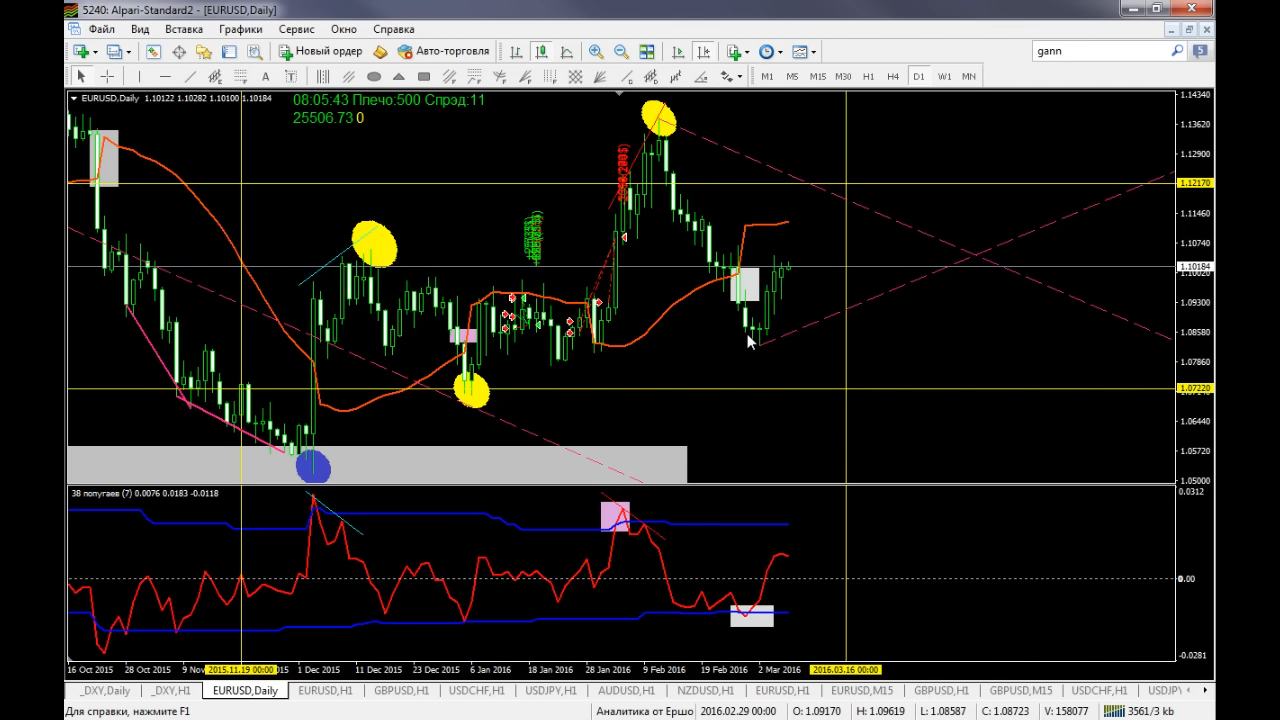 5240: Alpari-Standard2 - [EURUSD,Daily]
Файл Вид Вставка Графики Сервис Окно Справка
Новый ордер Авто-торговля gann 5
A T M1 M5 M15 M30 H1 H4 D1 W1 MN
EURUSD,Daily 1.10122 1.10282 1.10100 1.10184
08:05:43 Плечо:500 Спрэд:11
25506.73 0
1.14340
1.13620
1.12900
1.12170
1.11460
1.10740
1.10184
1.09300
1.08580
1.07860
1.07220
1.06440
1.05720
1.05000
38 попугаев (7) 0.0076 0.0183 -0.0118
0.0312
0.00
-0.0281
16 Oct 2015 28 Oct 2015 9 Nov 2015.11.19 00:00 015 1 Dec 2015 11 Dec 2015 23 Dec 2015 6 Jan 2016 18 Jan 2016 28 Jan 2016 9 Feb 2016 19 Feb 2016 2 Mar 2016 2016.03.16 00:00
_DXY,Daily _DXY,H1 EURUSD,Daily EURUSD,H1 GBPUSD,H1 USDCHF,H1 USDJPY,H1 AUDUSD,H1 NZDUSD,H1 EURUSD,H1 EURUSD,M15 GBPUSD,H1 GBPUSD,M15 USDCHF,H1 USDJPY
Для справки, нажмите F1 Аналитика от Ершо 2016.02.29 00:00 O: 1.09170 H: 1.09619 L: 1.08587 C: 1.08723 V: 158077 3561/3 kb